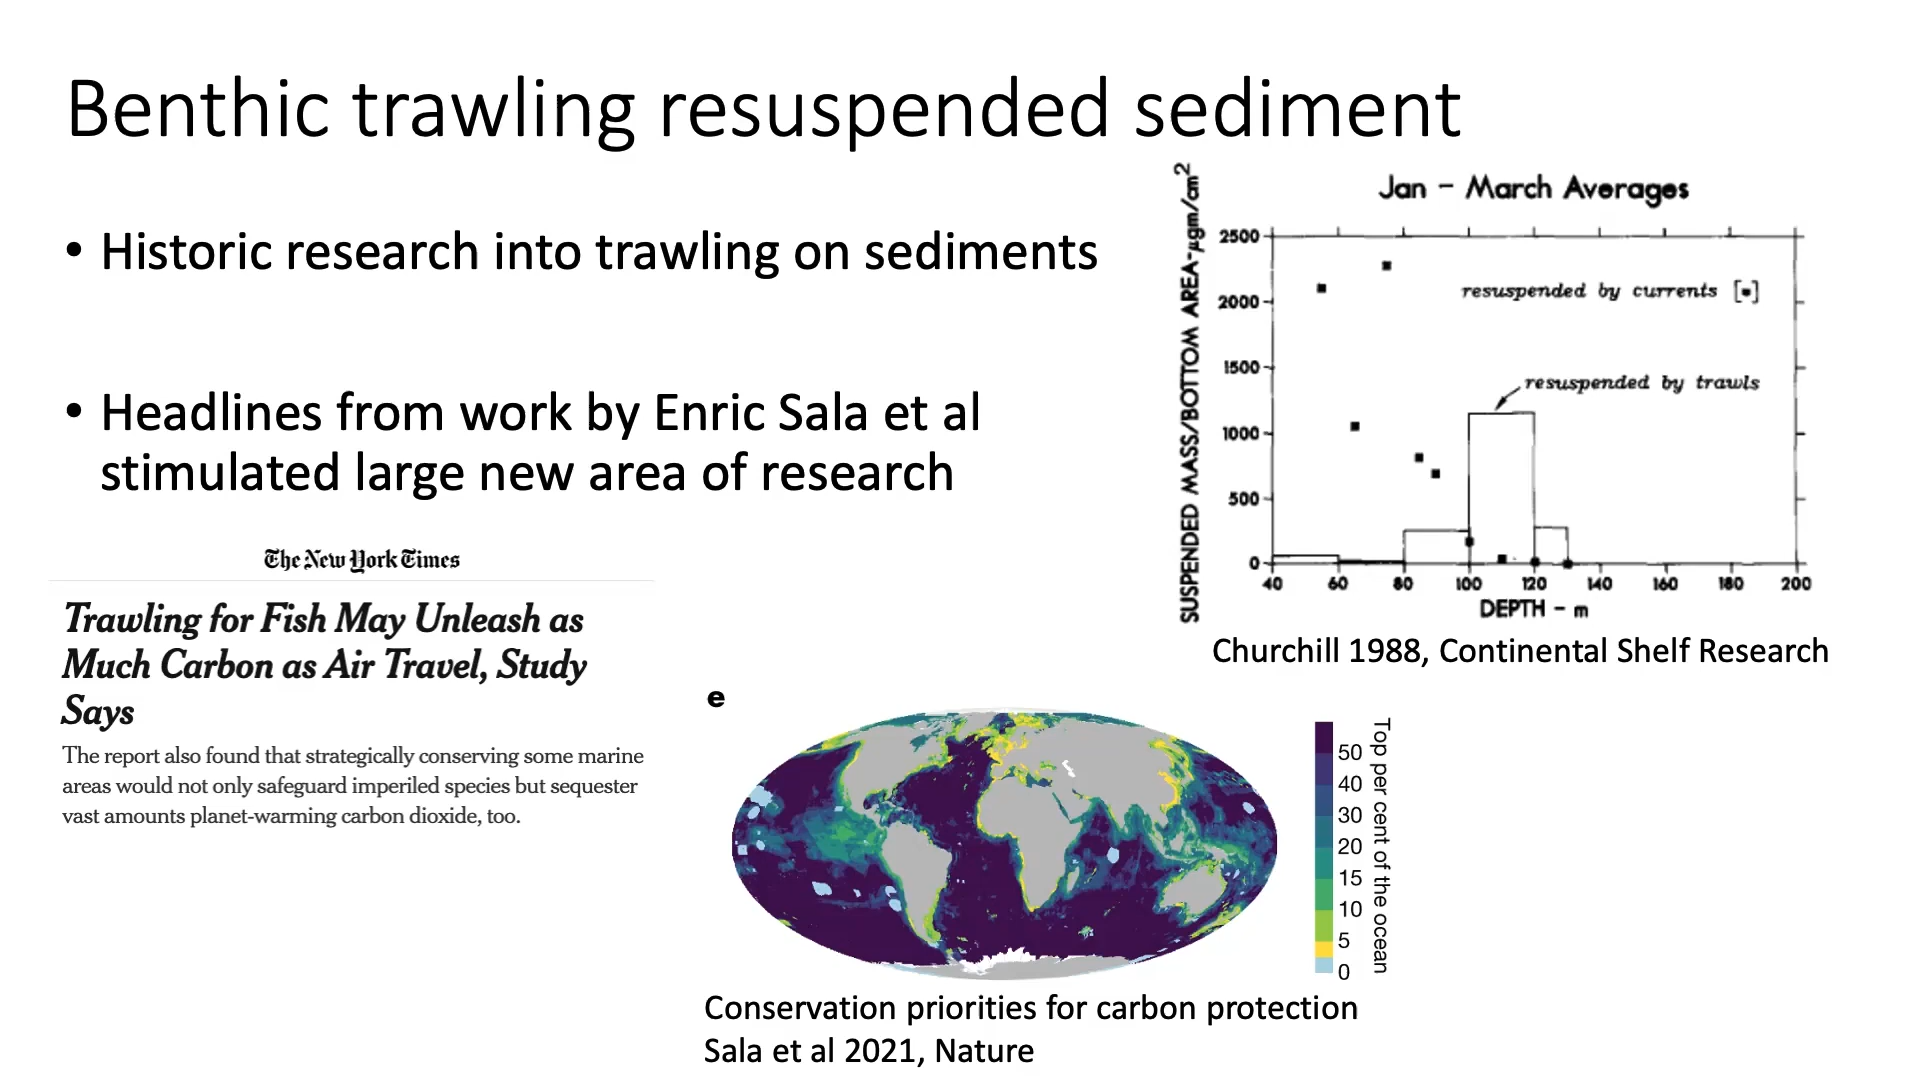 Benthic trawling resuspended sediment
• Historic research into trawling on sediments
• Headlines from work by Enric Sala et al
stimulated large new area of research
The New York Times
Trawling for Fish May Unleash as
Much Carbon as Air Travel, Study
Says
The report also found that strategically conserving some marine
areas would not only safeguard imperiled species but sequester
vast amounts planet-warming carbon dioxide, too.
Jan - March Averages
SUSPENDED MASS/BOTTOM AREA-µgm/cm²
2500
2000
1500
1000
500
0
resuspended by currents [▪]
resuspended by trawls
40 60 80 100 120 140 160 180 200
DEPTH - m
Churchill 1988, Continental Shelf Research
e
50
40
30
20
15
10
5
0
Top per cent of the ocean
Conservation priorities for carbon protection
Sala et al 2021, Nature